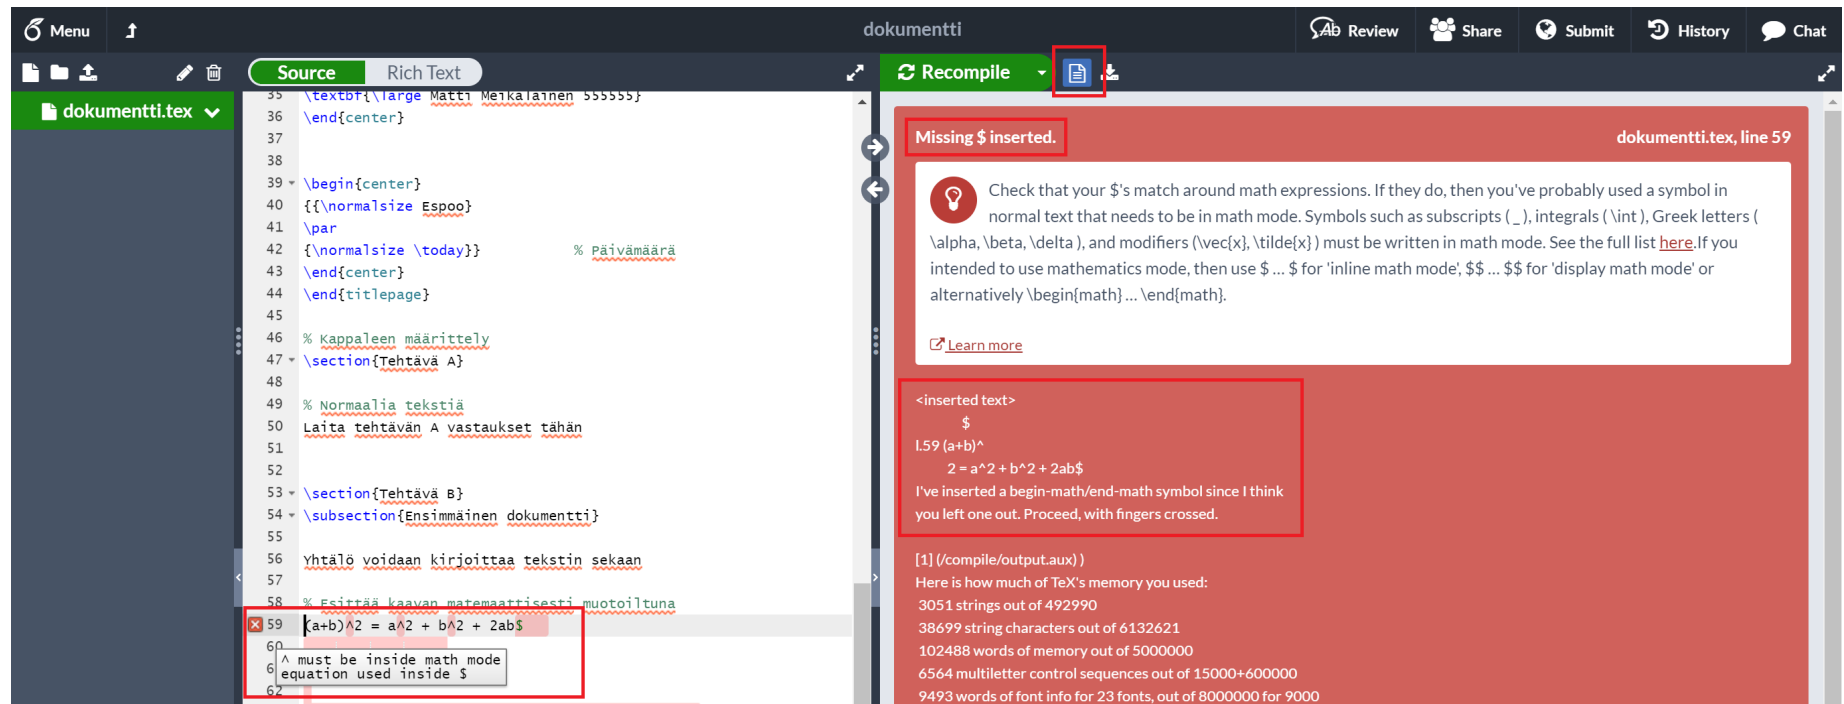 Menu
dokumentti
Review
Share
Submit
History
Chat
Source
Rich Text
Recompile
dokumentti.tex
35 \textbf{\large Matti Meikalainen 555555}
36 \end{center}
37
38
39 \begin{center}
40 {{\normalsize Espoo}
41 \par
42 {\normalsize \today}} % Päivämäärä
43 \end{center}
44 \end{titlepage}
45
46 % Kappaleen määrittely
47 \section{Tehtävä A}
48
49 % Normaalia tekstiä
50 Laita tehtävän A vastaukset tähän
51
52
53 \section{Tehtävä B}
54 \subsection{Ensimmäinen dokumentti}
55
56 Yhtälö voidaan kirjoittaa tekstin sekaan
57
58 % Esittää kaavan matemaattisesti muotoiltuna
59 (a+b)^2 = a^2 + b^2 + 2ab$
60
^ must be inside math mode
6
equation used inside $
62
Missing $ inserted.
dokumentti.tex, line 59
Check that your $'s match around math expressions. If they do, then you've probably used a symbol in
normal text that needs to be in math mode. Symbols such as subscripts ( _ ), integrals ( \int ), Greek letters (
\alpha, \beta, \delta ), and modifiers (\vec{x}, \tilde{x} ) must be written in math mode. See the full list here.If you
intended to use mathematics mode, then use $ ... $ for 'inline math mode', $$ ... $$ for 'display math mode' or
alternatively \begin{math} ... \end{math}.
Learn more
<inserted text>
$
l.59 (a+b)^
2 = a^2 + b^2 + 2ab$
I've inserted a begin-math/end-math symbol since I think
you left one out. Proceed, with fingers crossed.
[1] (/compile/output.aux) )
Here is how much of TeX's memory you used:
3051 strings out of 492990
38699 string characters out of 6132621
102488 words of memory out of 5000000
6564 multiletter control sequences out of 15000+600000
9493 words of font info for 23 fonts, out of 8000000 for 9000